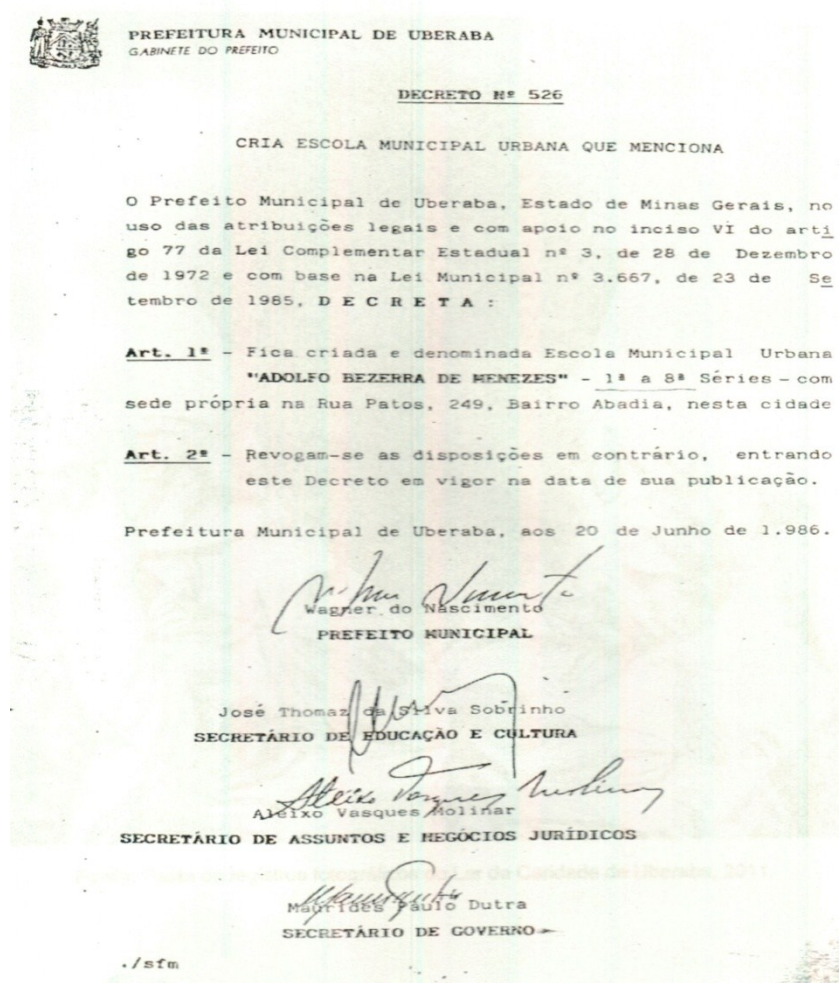 PREFEITURA MUNICIPAL DE UBERABA
GABINETE DO PREFEITO
DECRETO Nº 526
CRIA ESCOLA MUNICIPAL URBANA QUE MENCIONA
O Prefeito Municipal de Uberaba, Estado de Minas Gerais, no
uso das atribuições legais e com apoio no inciso VI do arti
go 77 da Lei Complementar Estadual nº 3, de 28 de Dezembro
de 1972 e com base na Lei Municipal nº 3.667, de 23 de Se
tembro de 1985, D E C R E T A :
Art. 1º - Fica criada e denominada Escola Municipal Urbana
"ADOLFO BEZERRA DE MENEZES" - 1ª a 8ª Séries - com
sede própria na Rua Patos, 249, Bairro Abadia, nesta cidade
Art. 2º - Revogam-se as disposições em contrário, entrando
este Decreto em vigor na data de sua publicação.
Prefeitura Municipal de Uberaba, aos 20 de Junho de 1.986.
Wagner do Nascimento
PREFEITO MUNICIPAL
José Thomaz da Silva Sobrinho
SECRETÁRIO DE EDUCAÇÃO E CULTURA
Aleixo Vasques Molinar
Aleixo Vasques Molinar
SECRETÁRIO DE ASSUNTOS E NEGÓCIOS JURÍDICOS
Maurides Paulo Dutra
SECRETÁRIO DE GOVERNO
./sfm